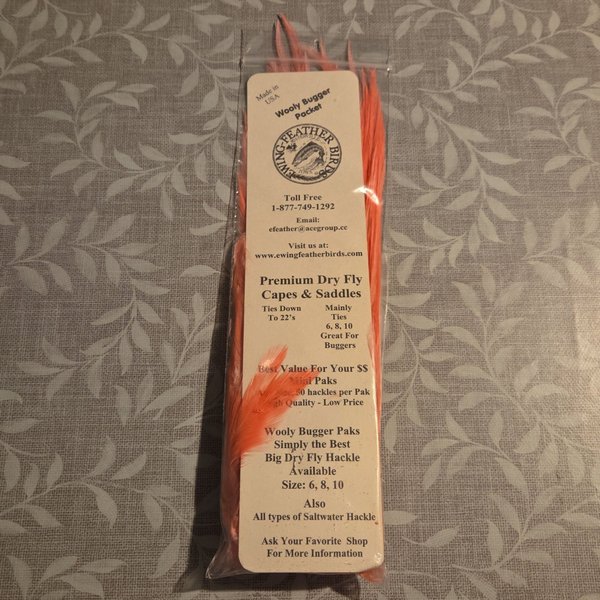 Made in
USA
Wooly Bugger
Packet
EWING-FEATHER BIRDS
Toll Free
1-877-749-1292
Email:
efeather@acegroup.cc
Visit us at:
www.ewingfeatherbirds.com
Premium Dry Fly
Capes & Saddles
Ties Down
To 22's
Mainly
Ties
6, 8, 10
Great For
Buggers
Best Value For Your $$
Mini Paks
50 hackles per Pak
High Quality - Low Price
Wooly Bugger Paks
Simply the Best
Big Dry Fly Hackle
Available
Size: 6, 8, 10
Also
All types of Saltwater Hackle
Ask Your Favorite Shop
For More Information